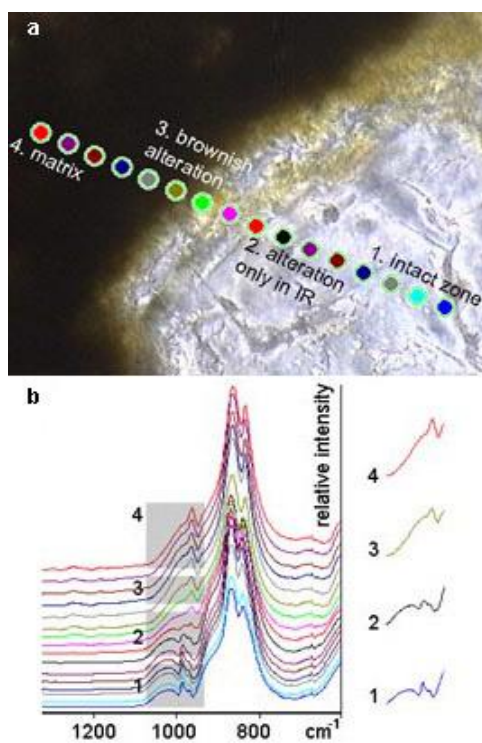 a
3. brownish
alteration
4. matrix
1. intact zone
2. alteration
only in IR
b
relative intensity
4
3
2
1
4
3
2
1
1200
1000
800
cm-1